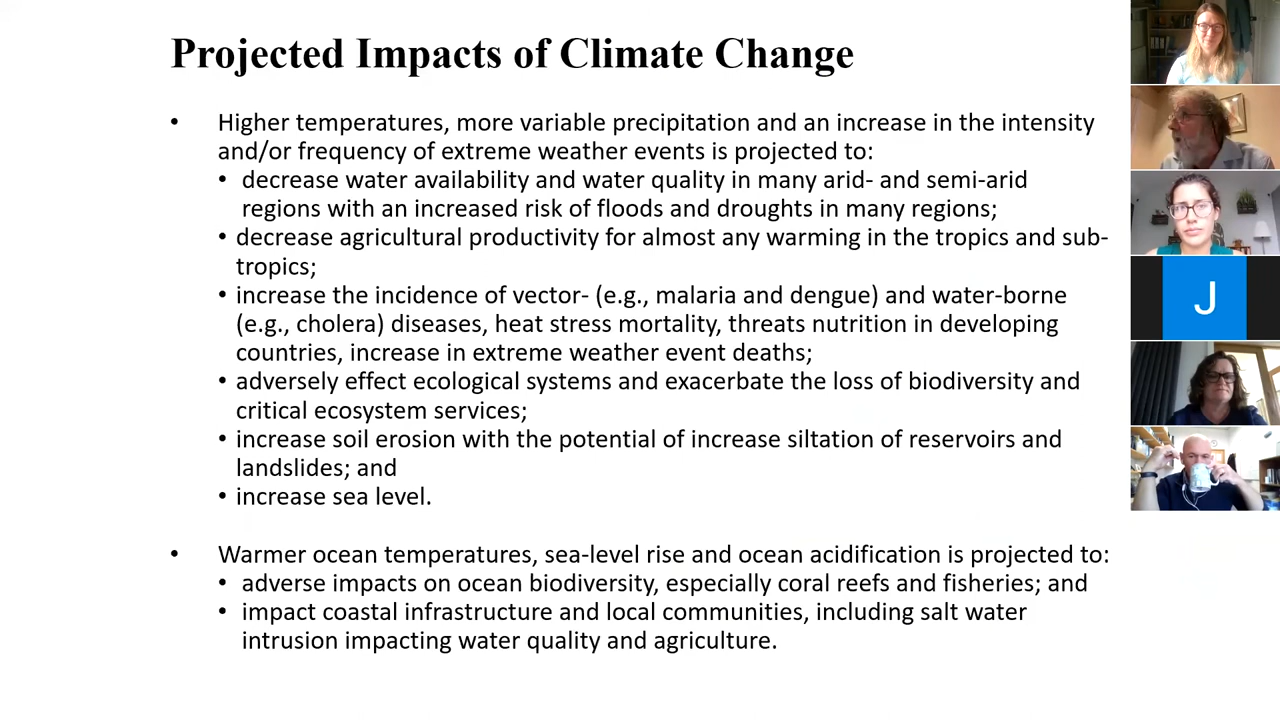 Projected Impacts of Climate Change
• Higher temperatures, more variable precipitation and an increase in the intensity
and/or frequency of extreme weather events is projected to:
• decrease water availability and water quality in many arid- and semi-arid
regions with an increased risk of floods and droughts in many regions;
• decrease agricultural productivity for almost any warming in the tropics and sub-
tropics;
• increase the incidence of vector- (e.g., malaria and dengue) and water-borne
(e.g., cholera) diseases, heat stress mortality, threats nutrition in developing
countries, increase in extreme weather event deaths;
• adversely effect ecological systems and exacerbate the loss of biodiversity and
critical ecosystem services;
• increase soil erosion with the potential of increase siltation of reservoirs and
landslides; and
• increase sea level.
• Warmer ocean temperatures, sea-level rise and ocean acidification is projected to:
• adverse impacts on ocean biodiversity, especially coral reefs and fisheries; and
• impact coastal infrastructure and local communities, including salt water
intrusion impacting water quality and agriculture.
J